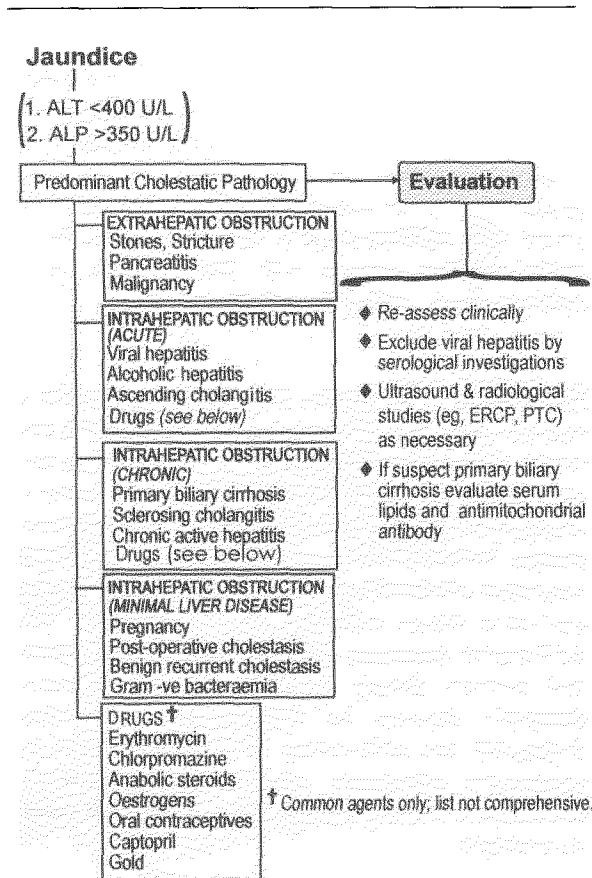 Jaundice
1. ALT <400 U/L
2. ALP >350 U/L
Predominant Cholestatic Pathology
Evaluation
EXTRAHEPATIC OBSTRUCTION
Stones, Stricture
Pancreatitis
Malignancy
INTRAHEPATIC OBSTRUCTION
(ACUTE)
Viral hepatitis
Alcoholic hepatitis
Ascending cholangitis
Drugs (see below)
INTRAHEPATIC OBSTRUCTION
(CHRONIC)
Primary biliary cirrhosis
Sclerosing cholangitis
Chronic active hepatitis
Drugs (see below)
INTRAHEPATIC OBSTRUCTION
(MINIMAL LIVER DISEASE)
Pregnancy
Post-operative cholestasis
Benign recurrent cholestasis
Gram -ve bacteraemia
DRUGS †
Erythromycin
Chlorpromazine
Anabolic steroids
Oestrogens
Oral contraceptives
Captopril
Gold
♦ Re-assess clinically
♦ Exclude viral hepatitis by
serological investigations
♦ Ultrasound & radiological
studies (eg, ERCP, PTC)
as necessary
♦ If suspect primary biliary
cirrhosis evaluate serum
lipids and antimitochondrial
antibody
† Common agents only; list not comprehensive.